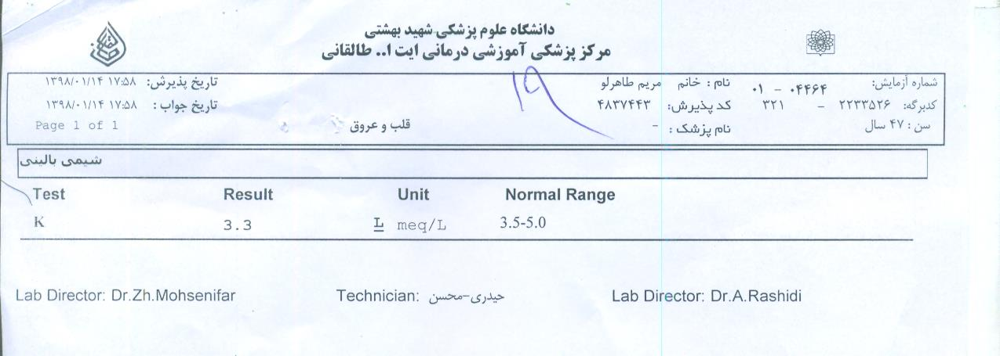 دانشگاه علوم پزشکی شهید بهشتی
مرکز پزشکی آموزشی درمانی ایت ا.. طالقانی
شماره آزمایش: ۰۴۴۶۴ - ۰۱ نام : خانم مریم طاهرلو تاریخ پذیرش: ۱۳۹۸/۰۱/۱۴ ۱۷:۵۸
کدبرگه: ۲۲۳۳۵۲۶ - ۳۲۱ کد پذیرش: ۴۸۳۷۴۴۳ تاریخ جواب : ۱۳۹۸/۰۱/۱۴ ۱۷:۵۸
سن : ۴۷ سال نام پزشک : - قلب و عروق Page 1 of 1
۱۹
شیمی بالینی
Test Result Unit Normal Range
K 3.3 L meq/L 3.5-5.0
Lab Director: Dr.Zh.Mohsenifar Technician: حیدری-محسن Lab Director: Dr.A.Rashidi